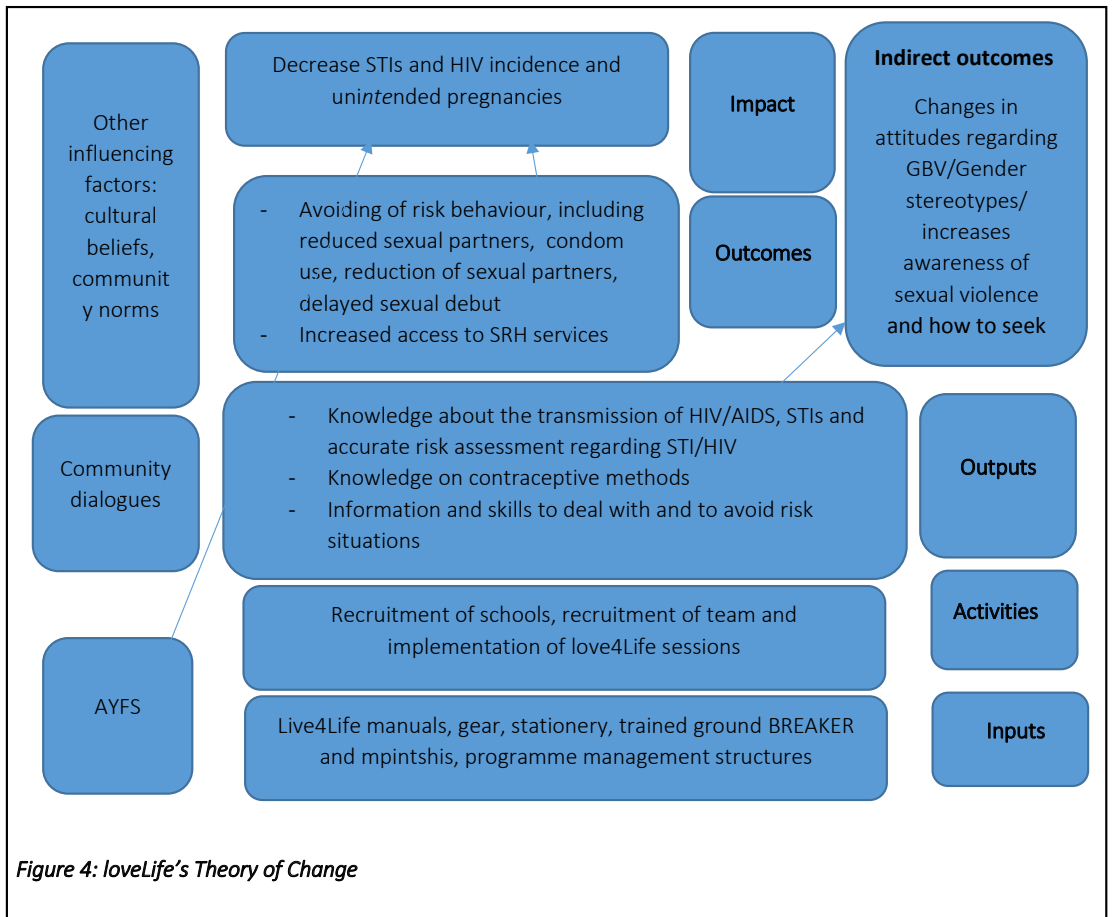 Other
influencing
factors:
cultural
beliefs,
communit
y norms
Community
dialogues
AYFS
Decrease STIs and HIV incidence and
unintended pregnancies
- Avoiding of risk behaviour, including
reduced sexual partners, condom
use, reduction of sexual partners,
delayed sexual debut
- Increased access to SRH services
- Knowledge about the transmission of HIV/AIDS, STIs and
accurate risk assessment regarding STI/HIV
- Knowledge on contraceptive methods
- Information and skills to deal with and to avoid risk
situations
Recruitment of schools, recruitment of team and
implementation of love4Life sessions
Live4Life manuals, gear, stationery, trained ground BREAKER
and mpintshis, programme management structures
Impact
Outcomes
Indirect outcomes
Changes in
attitudes regarding
GBV/Gender
stereotypes/
increases
awareness of
sexual violence
and how to seek
Outputs
Activities
Inputs
Figure 4: loveLife's Theory of Change